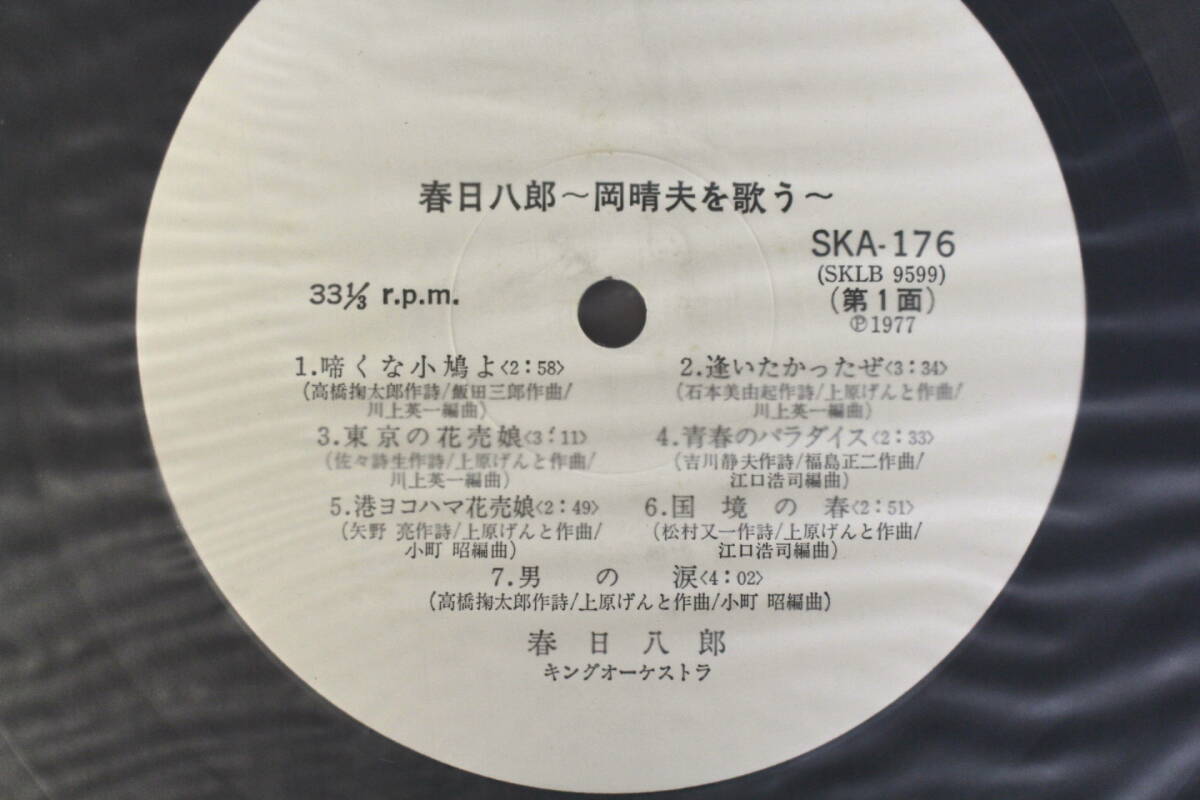 春日八郎～岡晴夫を歌う～
SKA-176
(SKLB 9599)
33⅓ r.p.m.
(第1面)
Ⓟ1977
1.啼くな小鳩よ<2:58>
(高橋掬太郎作詩/飯田三郎作曲/
川上英一編曲)
2.逢いたかったぜ<3:34>
(石本美由起作詩/上原げんと作曲/
川上英一編曲)
3.東京の花売娘<3:11>
(佐々詩生作詩/上原げんと作曲/
川上英一編曲)
4.青春のパラダイス<2:33>
(吉川静夫作詩/福島正二作曲/
江口浩司編曲)
5.港ヨコハマ花売娘<2:49>
(矢野 亮作詩/上原げんと作曲/
小町 昭編曲)
6.国境の春<2:51>
(松村又一作詩/上原げんと作曲/
江口浩司編曲)
7.男の涙<4:02>
(高橋掬太郎作詩/上原げんと作曲/小町 昭編曲)
春日八郎
キングオーケストラ